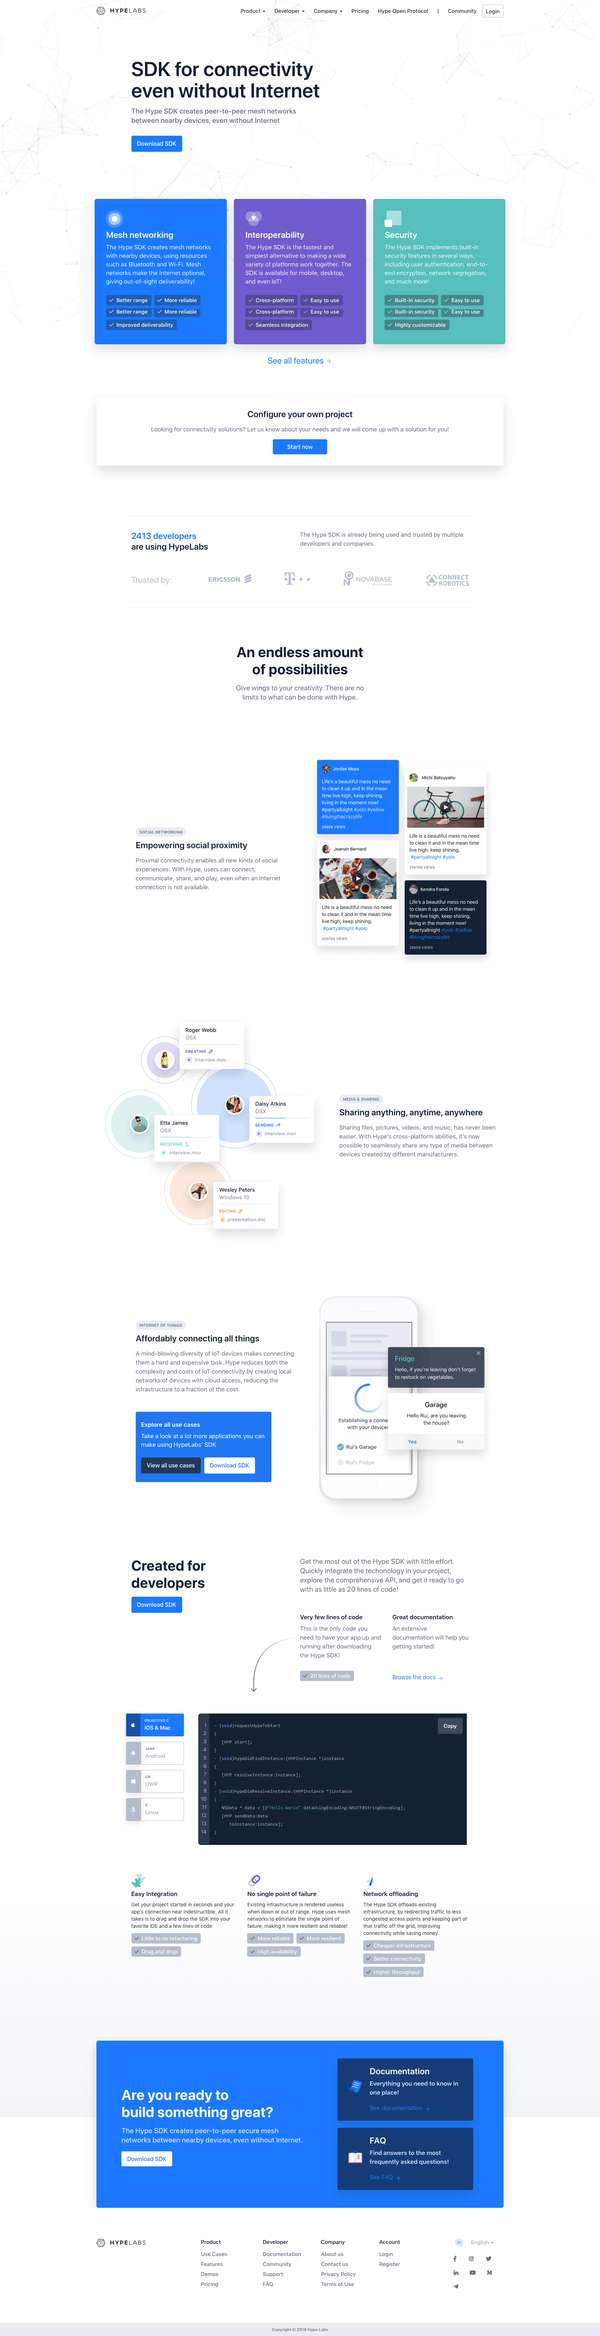 HYPELABS
Product
Developer
Company
Pricing
Hype Open Protocol
|
Community
Login
SDK for connectivity
even without Internet
The Hype SDK creates peer-to-peer mesh networks
between nearby devices, even without Internet
Download SDK
Mesh networking
The Hype SDK creates mesh networks
with nearby devices, using resources
such as Bluetooth and Wi-Fi. Mesh
networks make the Internet optional,
giving out-of-sight deliverability!
Better range
More reliable
Better range
More reliable
Improved deliverability
Interoperability
The Hype SDK is the fastest and
simplest alternative to making a wide
variety of platforms work together. The
SDK is available for mobile, desktop,
and even IoT!
Cross-platform
Easy to use
Cross-platform
Easy to use
Seamless integration
Security
The Hype SDK implements built-in
security features in several ways,
including user authentication, end-to-
end encryption, network segregation,
and much more!
Built-in security
Easy to use
Built-in security
Easy to use
Highly customizable
See all features →
Configure your own project
Looking for connectivity solutions? Let us know about your needs and we will come up with a solution for you!
Start now
2413 developers
are using HypeLabs
The Hype SDK is already being used and trusted by multiple
developers and companies.
Trusted by:
ERICSSON
T
NOVABASE
CONNECT
ROBOTICS
An endless amount
of possibilities
Give wings to your creativity. There are no
limits to what can be done with Hype.
SOCIAL NETWORKING
Empowering social proximity
Proximal connectivity enables all new kinds of social
experiences. With Hype, users can connect,
communicate, share, and play, even when an Internet
connection is not available.
Jordan Moss
Life's a beautiful mess no need
to clean it up and in the mean
time live high, keep shining,
living in the moment now!
#partyallnight #yolo #yellow
#livingthecrazylife
Michi Batsuyahu
Life is a beautiful mess no need
to clean it and in the mean time
live high, keep shining
#partyallnight #yolo
Joanah Bernard
Life is a beautiful mess no need
to clean it and in the mean time
live high, keep shining,
#partyallnight #yolo
Kendra Fonda
Life's a beautiful mess no need
to clean it up and in the mean
time live high, keep shining,
living in the moment now!
#partyallnight #yolo #yellow
#livingthecrazylife
Roger Webb
OSX
CREATING
Interview.mov
Daisy Atkins
OSX
SENDING
Interview.mov
Etta James
OSX
RECEIVING
Interview.mov
Wesley Peters
Windows 10
EDITING
presentation.doc
MEDIA & SHARING
Sharing anything, anytime, anywhere
Sharing files, pictures, videos, and music, has never been
easier. With Hype's cross-platform abilities, it's now
possible to seamlessly share any type of media between
devices created by different manufacturers.
INTERNET OF THINGS
Affordably connecting all things
A mind-blowing diversity of IoT devices makes connecting
them a hard and expensive task. Hype reduces both the
complexity and costs of IoT connectivity by creating local
networks of devices with cloud access, reducing the
infrastructure to a fraction of the cost.
Explore all use cases
Take a look at a lot more applications you can
make using HypeLabs' SDK
View all use cases
Download SDK
Fridge
Hello, if you're leaving don't forget
to restock on vegetables.
Garage
Hello Rui, are you leaving
the house?
Yes
No
Establishing a conne
with your device
Rui's Garage
Rui's Fridge
Created for
developers
Download SDK
Get the most out of the Hype SDK with little effort.
Quickly integrate the techonology in your project,
explore the comprehensive API, and get it ready to go
with as little as 20 lines of code!
Very few lines of code
This is the only code you
need to have your app up and
running after downloading
the Hype SDK!
20 lines of code
Great documentation
An extensive
documentation will help you
getting started!
Browse the docs →
OBJECTIVE C
iOS & Mac
JAVA
Android
C#
UWP
C
Linux
Copy
1 - (void)requestHypeToStart
2 {
3 [HYP start];
4 }
5 - (void)hypeDidFindInstance:(HYPInstance *)instance
6 {
7 [HYP resolveInstance:instance];
8 }
9 - (void)hypeDidResolveInstance:(HYPInstance *)instance
10 {
11 NSData * data = [@"Hello World" dataUsingEncoding:NSUTF8StringEncoding];
12 [HYP sendData:data
13 toInstance:instance];
14 }
Easy Integration
Get your project started in seconds and your
app's connection near indestructible. All it
takes is to drag and drop the SDK into your
favorite IDE and a few lines of code
Little to no refactoring
Drag and drop
No single point of failure
Existing infrastructure is rendered useless
when down or out of range. Hype uses mesh
networks to eliminate the single point of
failure, making it more resilient and reliable!
More reliable
More resilient
High availability
Network offloading
The Hype SDK offloads existing
infrastructure, by redirecting traffic to less
congested access points and keeping part of
that traffic off the grid, improving
connectivity while saving money.
Cheaper infrastructure
Better connectivity
Higher throughput
Are you ready to
build something great?
The Hype SDK creates peer-to-peer secure mesh
networks between nearby devices, even without Internet.
Download SDK
Documentation
Everything you need to know in
one place!
See documentation →
FAQ
Find answers to the most
frequently asked questions!
See FAQ →
HYPELABS
Product
Use Cases
Features
Demos
Pricing
Developer
Documentation
Community
Support
FAQ
Company
About us
Contact us
Privacy Policy
Terms of Use
Account
Login
Register
English
Copyright © 2018 Hype Labs